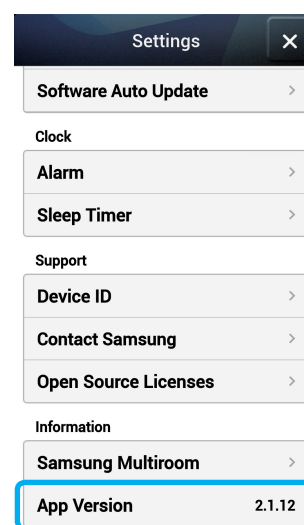 Settings
Software Auto Update
Clock
Alarm
Sleep Timer
Support
Device ID
Contact Samsung
Open Source Licenses
Information
Samsung Multiroom
App Version 2.1.12